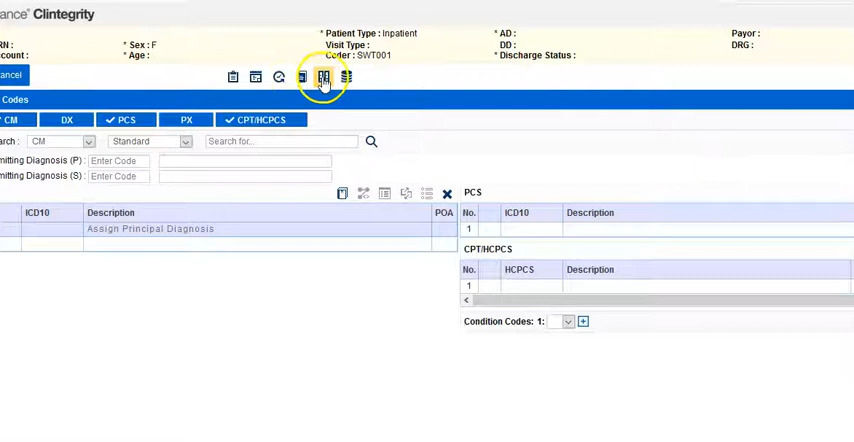 ance® Clintegrity
RN : * Sex : F * Patient Type : Inpatient * AD : Payor :
Visit Type : DD : DRG :
count : * Age : Coder : SWT001 * Discharge Status :
ancel
Codes
CM DX PCS PX CPT/HCPCS
arch : CM Standard Search for...
mitting Diagnosis (P) : Enter Code
mitting Diagnosis (S) : Enter Code
PCS
ICD10 Description POA No. ICD10 Description
Assign Principal Diagnosis 1
CPT/HCPCS
No. HCPCS Description
1
Condition Codes: 1: